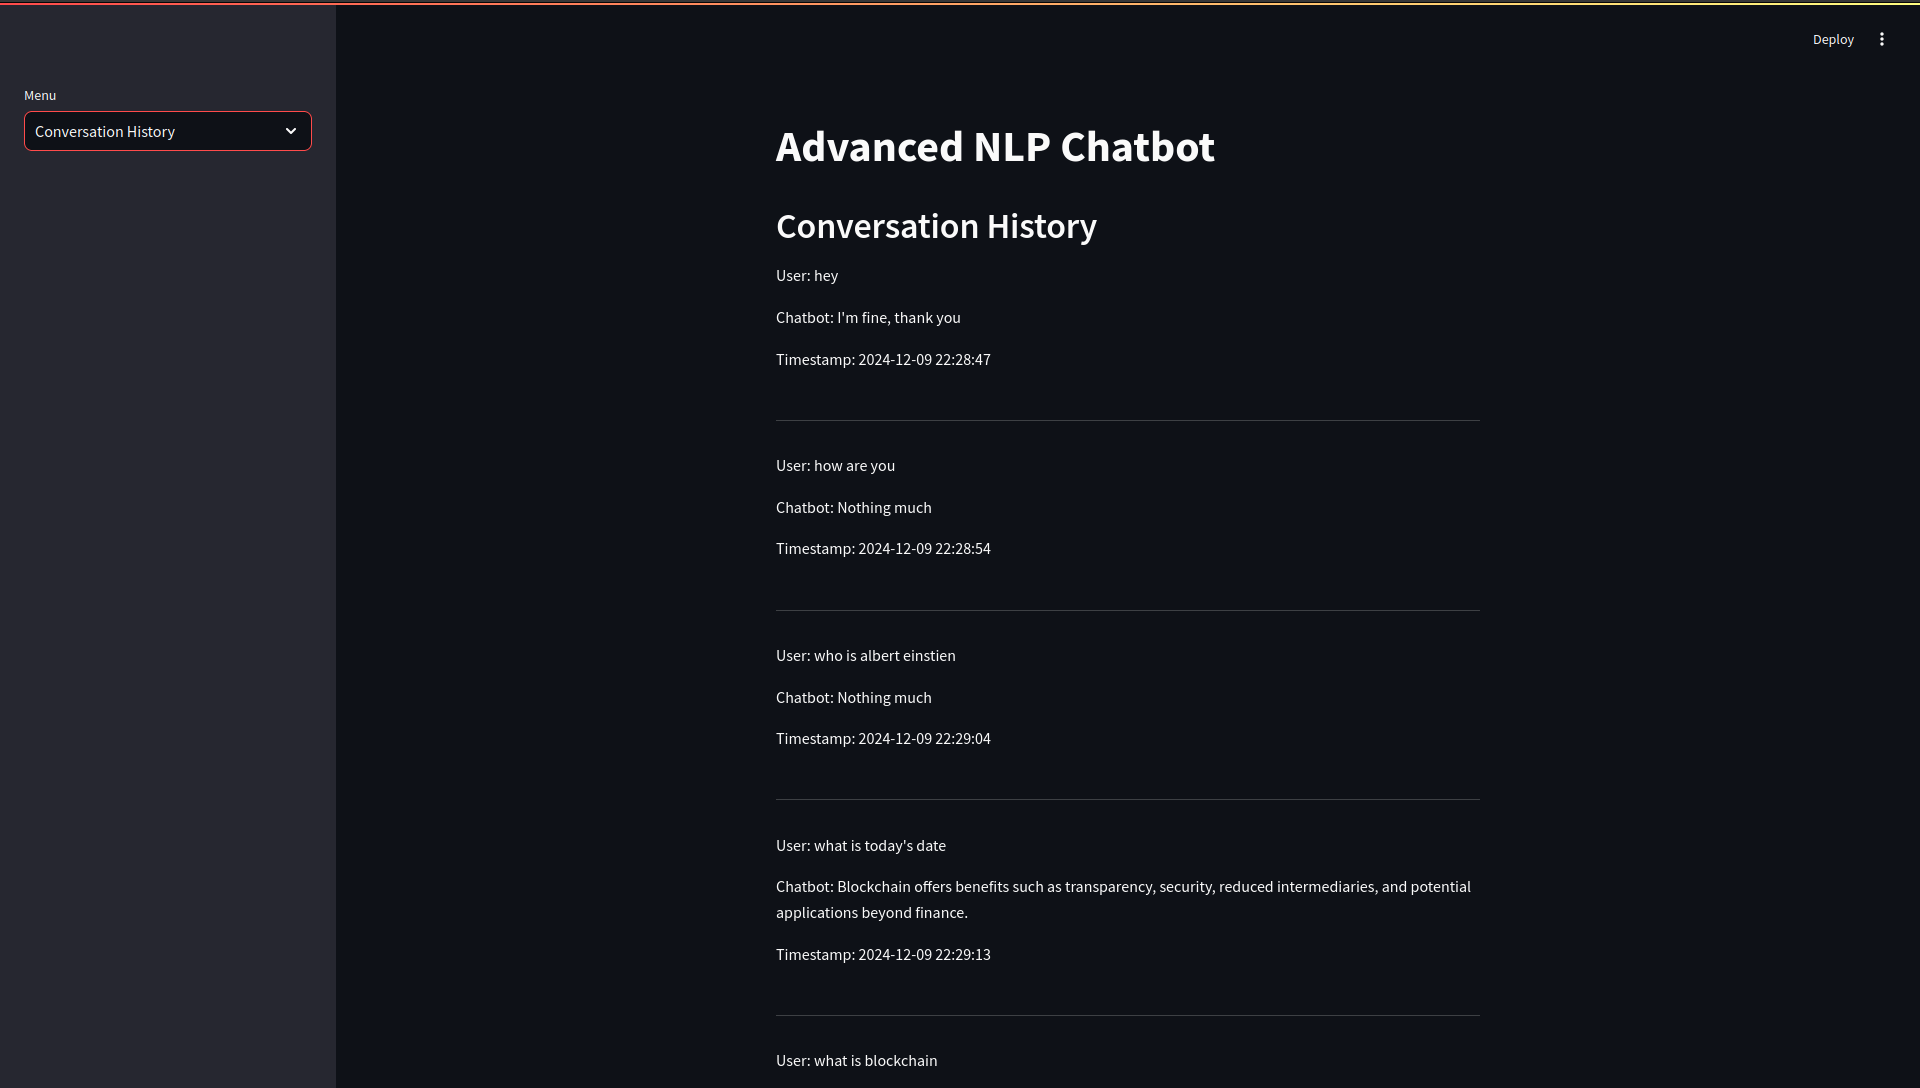 Deploy
Menu
Conversation History
Advanced NLP Chatbot
Conversation History
User: hey
Chatbot: I'm fine, thank you
Timestamp: 2024-12-09 22:28:47
User: how are you
Chatbot: Nothing much
Timestamp: 2024-12-09 22:28:54
User: who is albert einstien
Chatbot: Nothing much
Timestamp: 2024-12-09 22:29:04
User: what is today's date
Chatbot: Blockchain offers benefits such as transparency, security, reduced intermediaries, and potential
applications beyond finance.
Timestamp: 2024-12-09 22:29:13
User: what is blockchain